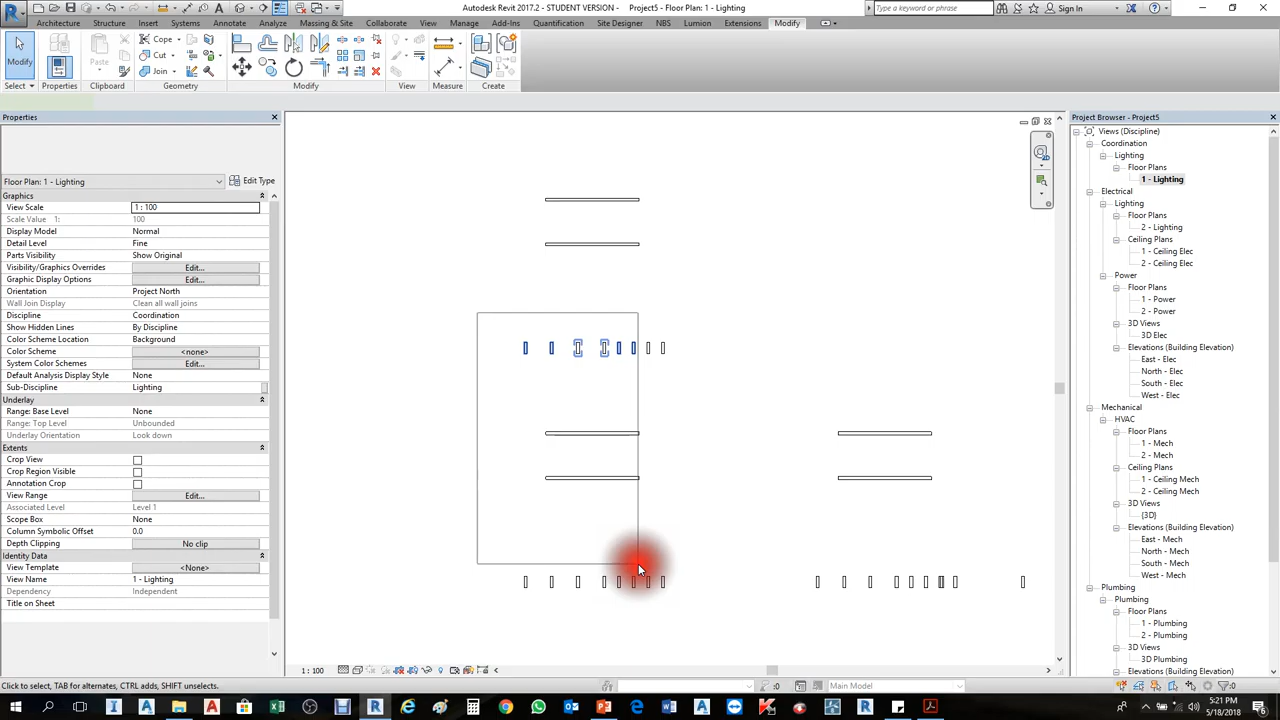 Autodesk Revit 2017.2 - STUDENT VERSION - Project5 - Floor Plan: 1 - Lighting
Type a keyword or phrase
Sign In
Architecture Structure Insert Systems Annotate Analyze Massing & Site Collaborate View Manage Add-Ins Quantification Site Designer NBS Lumion Extensions Modify
Modify
Paste
Cope
Cut
Join
Select Properties Clipboard Geometry Modify View Measure Create
Properties
Floor Plan: 1 - Lighting
Edit Type
Graphics
View Scale 1 : 100
Scale Value 1: 100
Display Model Normal
Detail Level Fine
Parts Visibility Show Original
Visibility/Graphics Overrides Edit...
Graphic Display Options Edit...
Orientation Project North
Wall Join Display Clean all wall joins
Discipline Coordination
Show Hidden Lines By Discipline
Color Scheme Location Background
Color Scheme <none>
System Color Schemes Edit...
Default Analysis Display Style None
Sub-Discipline Lighting
Underlay
Range: Base Level None
Range: Top Level Unbounded
Underlay Orientation Look down
Extents
Crop View
Crop Region Visible
Annotation Crop
View Range Edit...
Associated Level Level 1
Scope Box None
Column Symbolic Offset 0.0
Depth Clipping No clip
Identity Data
View Template <None>
View Name 1 - Lighting
Dependency Independent
Title on Sheet
Project Browser - Project5
Views (Discipline)
Coordination
Lighting
Floor Plans
1 - Lighting
Electrical
Lighting
Floor Plans
2 - Lighting
Ceiling Plans
1 - Ceiling Elec
2 - Ceiling Elec
Power
Floor Plans
1 - Power
2 - Power
3D Views
3D Elec
Elevations (Building Elevation)
East - Elec
North - Elec
South - Elec
West - Elec
Mechanical
HVAC
Floor Plans
1 - Mech
2 - Mech
Ceiling Plans
1 - Ceiling Mech
2 - Ceiling Mech
3D Views
{3D}
Elevations (Building Elevation)
East - Mech
North - Mech
South - Mech
West - Mech
Plumbing
Plumbing
Floor Plans
1 - Plumbing
2 - Plumbing
3D Views
3D Plumbing
Elevations (Building Elevation)
1 : 100
Click to select, TAB for alternates, CTRL adds, SHIFT unselects.
:0
Main Model
:0
5:21 PM
5/18/2018